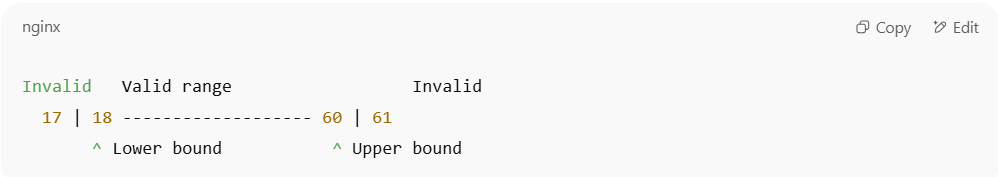 nginx Copy Edit
Invalid   Valid range                  Invalid
  17 | 18 ------------------- 60 | 61
       ^ Lower bound           ^ Upper bound